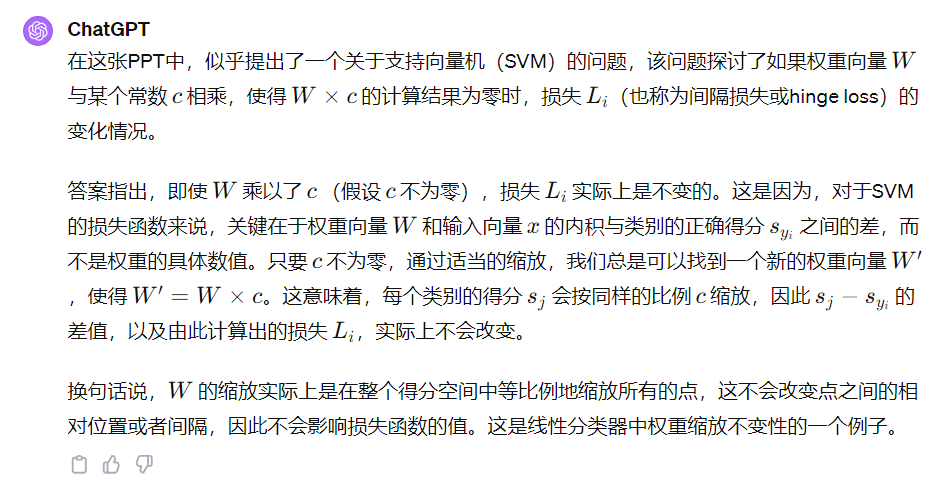 ChatGPT
在这张PPT中，似乎提出了一个关于支持向量机（SVM）的问题，该问题探讨了如果权重向量 W
与某个常数 c 相乘，使得 W × c 的计算结果为零时，损失 L_i（也称为间隔损失或hinge loss）的
变化情况。
答案指出，即使 W 乘以了 c （假设 c 不为零），损失 L_i 实际上是不变的。这是因为，对于SVM
的损失函数来说，关键在于权重向量 W 和输入向量 x 的内积与类别的正确得分 s_{y_i} 之间的差，而
不是权重的具体数值。只要 c 不为零，通过适当的缩放，我们总是可以找到一个新的权重向量 W′
，使得 W′ = W × c。这意味着，每个类别的得分 s_j 会按同样的比例 c 缩放，因此 s_j − s_{y_i} 的
差值，以及由此计算出的损失 L_i，实际上不会改变。
换句话说，W 的缩放实际上是在整个得分空间中等比例地缩放所有的点，这不会改变点之间的相
对位置或者间隔，因此不会影响损失函数的值。这是线性分类器中权重缩放不变性的一个例子。